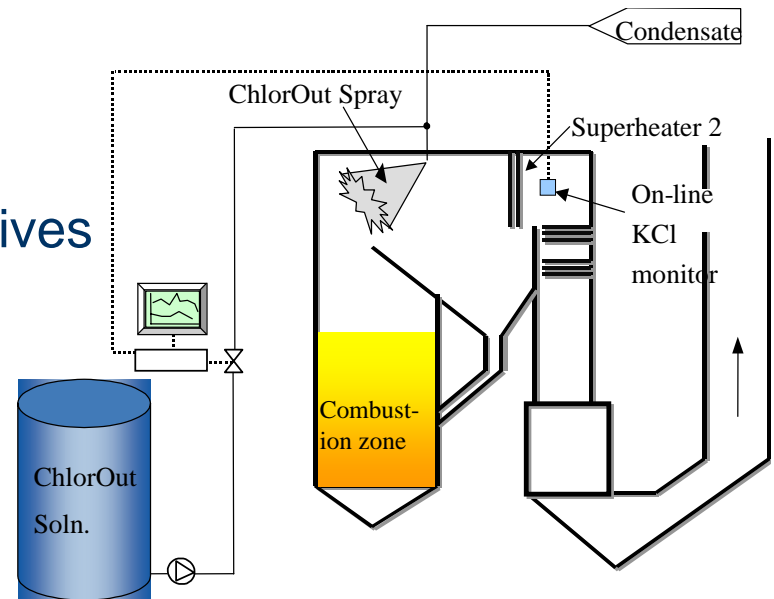 Condensate
ChlorOut Spray
Superheater 2
On-line
KCl
monitor
ives
Combust-
ion zone
ChlorOut
Soln.